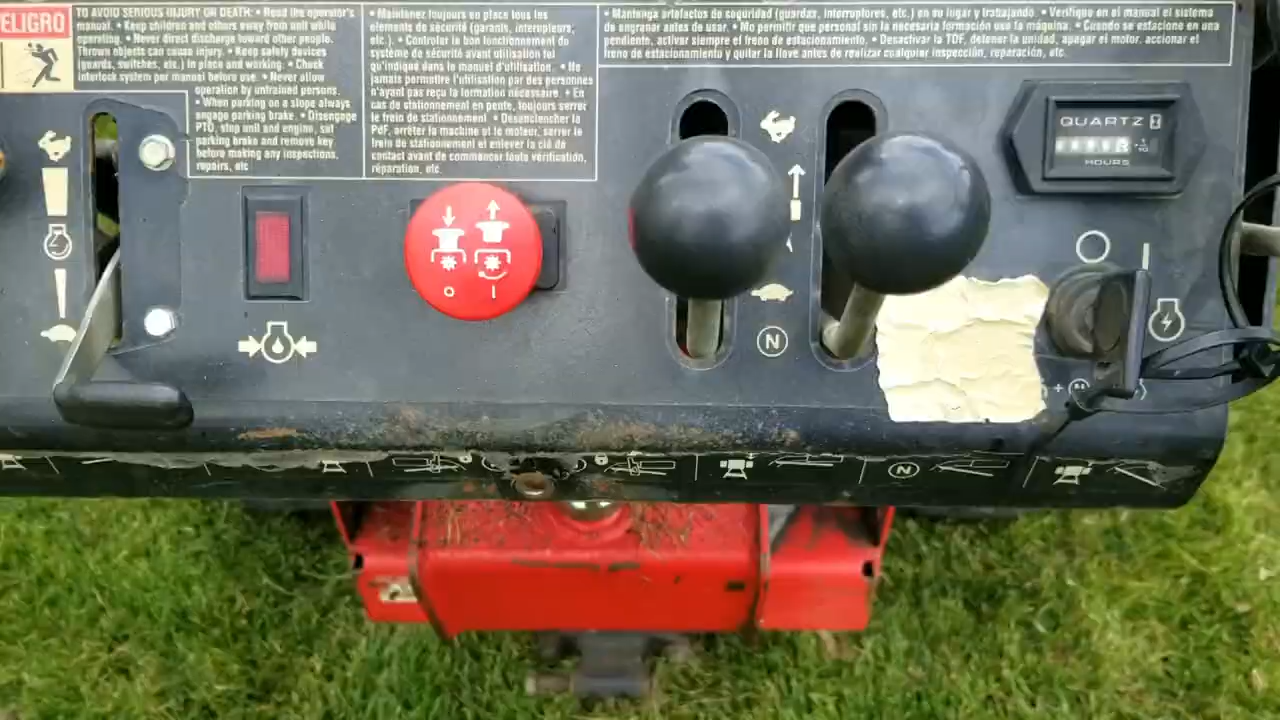 PELIGRO
TO AVOID SERIOUS INJURY OR DEATH: • Read the operator's
manual. • Keep children and others away from unit while
operating. • Never direct discharge toward other people.
Thrown objects can cause injury. • Keep safety devices
(guards, switches, etc.) in place and working. • Check
interlock system per manual before use. • Never allow
operation by untrained persons.
• When parking on a slope always
engage parking brake. • Disengage
PTO, stop unit and engine, set
parking brake and remove key
before making any inspections,
repairs, etc
• Maintenez toujours en place tous les
éléments de sécurité (garants, interrupteurs,
etc.). • Contrôler le bon fonctionnement du
système de sécurité avant utilisation tel
qu'indiqué dans le manuel d'utilisation. • Ne
jamais permettre l'utilisation par des personnes
n'ayant pas reçu la formation nécessaire. • En
cas de stationnement en pente, toujours serrer
le frein de stationnement • Désenclencher la
PdF, arrêter la machine et le moteur, serrer le
frein de stationnement et enlever la clé de
contact avant de commencer toute vérification,
réparation, etc.
• Mantenga artefactos de seguridad (guardas, interruptores, etc.) en su lugar y trabajando. • Verifique en el manual el sistema
de engranar antes de usar. • No permitir que personal sin la necesaria formación use la máquina. • Cuando se estacione en una
pendiente, activar siempre el freno de estacionamiento. • Desactivar la TDF, detener la unidad, apagar el motor, accionar el
freno de estacionamiento y quitar la llave antes de realizar cualquier inspección, reparación, etc.
QUARTZ
1/10
HOURS
O I
N
N